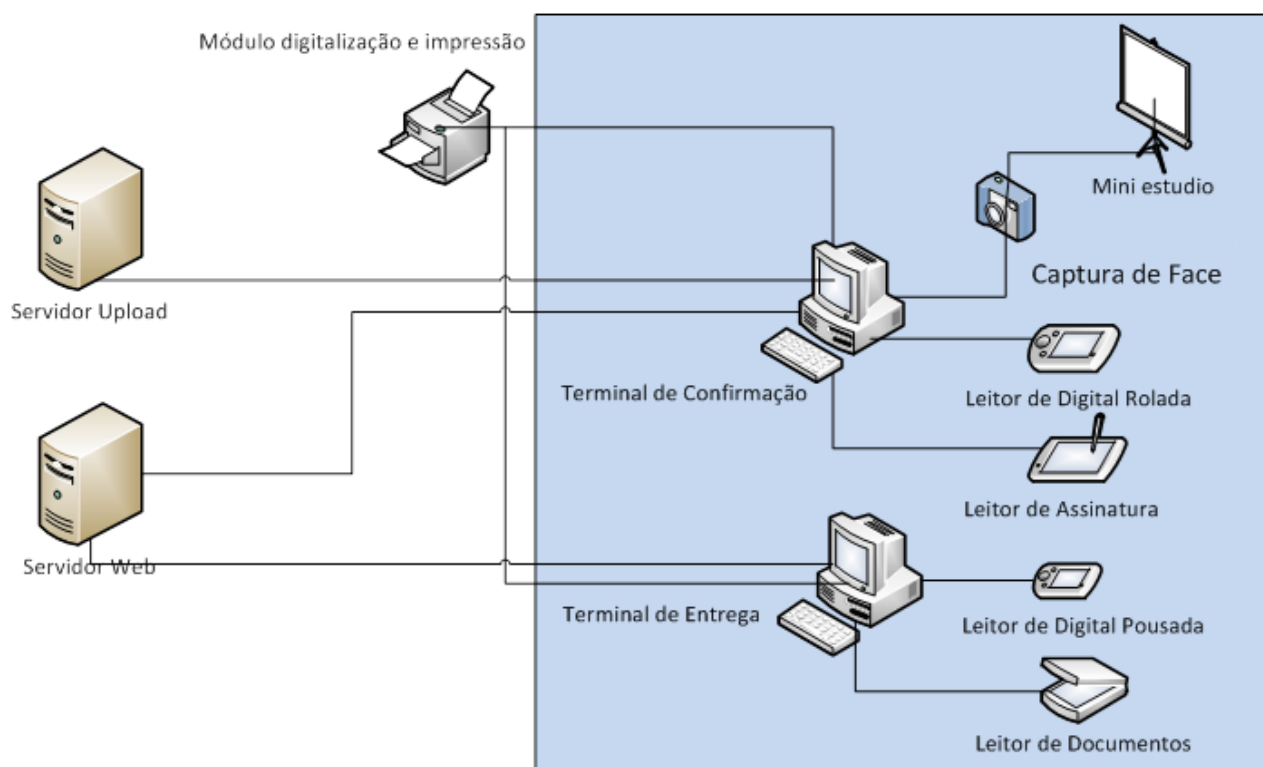 Módulo digitalização e impressão
Mini estudio
Captura de Face
Servidor Upload
Terminal de Confirmação
Leitor de Digital Rolada
Leitor de Assinatura
Servidor Web
Terminal de Entrega
Leitor de Digital Pousada
Leitor de Documentos